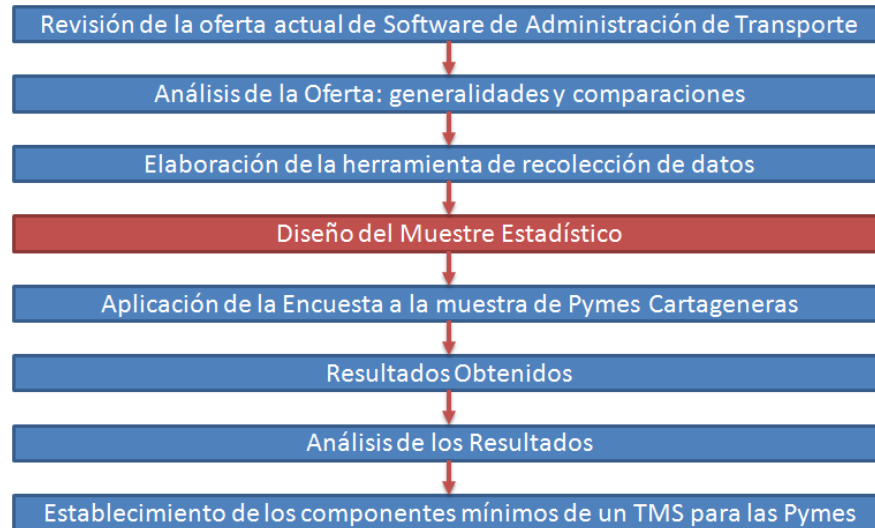 Revisión de la oferta actual de Software de Administración de Transporte
Análisis de la Oferta: generalidades y comparaciones
Elaboración de la herramienta de recolección de datos
Diseño del Muestre Estadístico
Aplicación de la Encuesta a la muestra de Pymes Cartageneras
Resultados Obtenidos
Análisis de los Resultados
Establecimiento de los componentes mínimos de un TMS para las Pymes